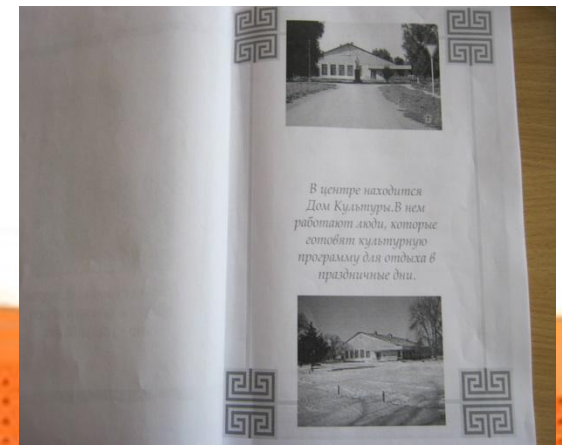 В центре находится
Дом Культуры.В нем
работают люди, которые
готовят культурную
программу для отдыха в
праздничные дни.